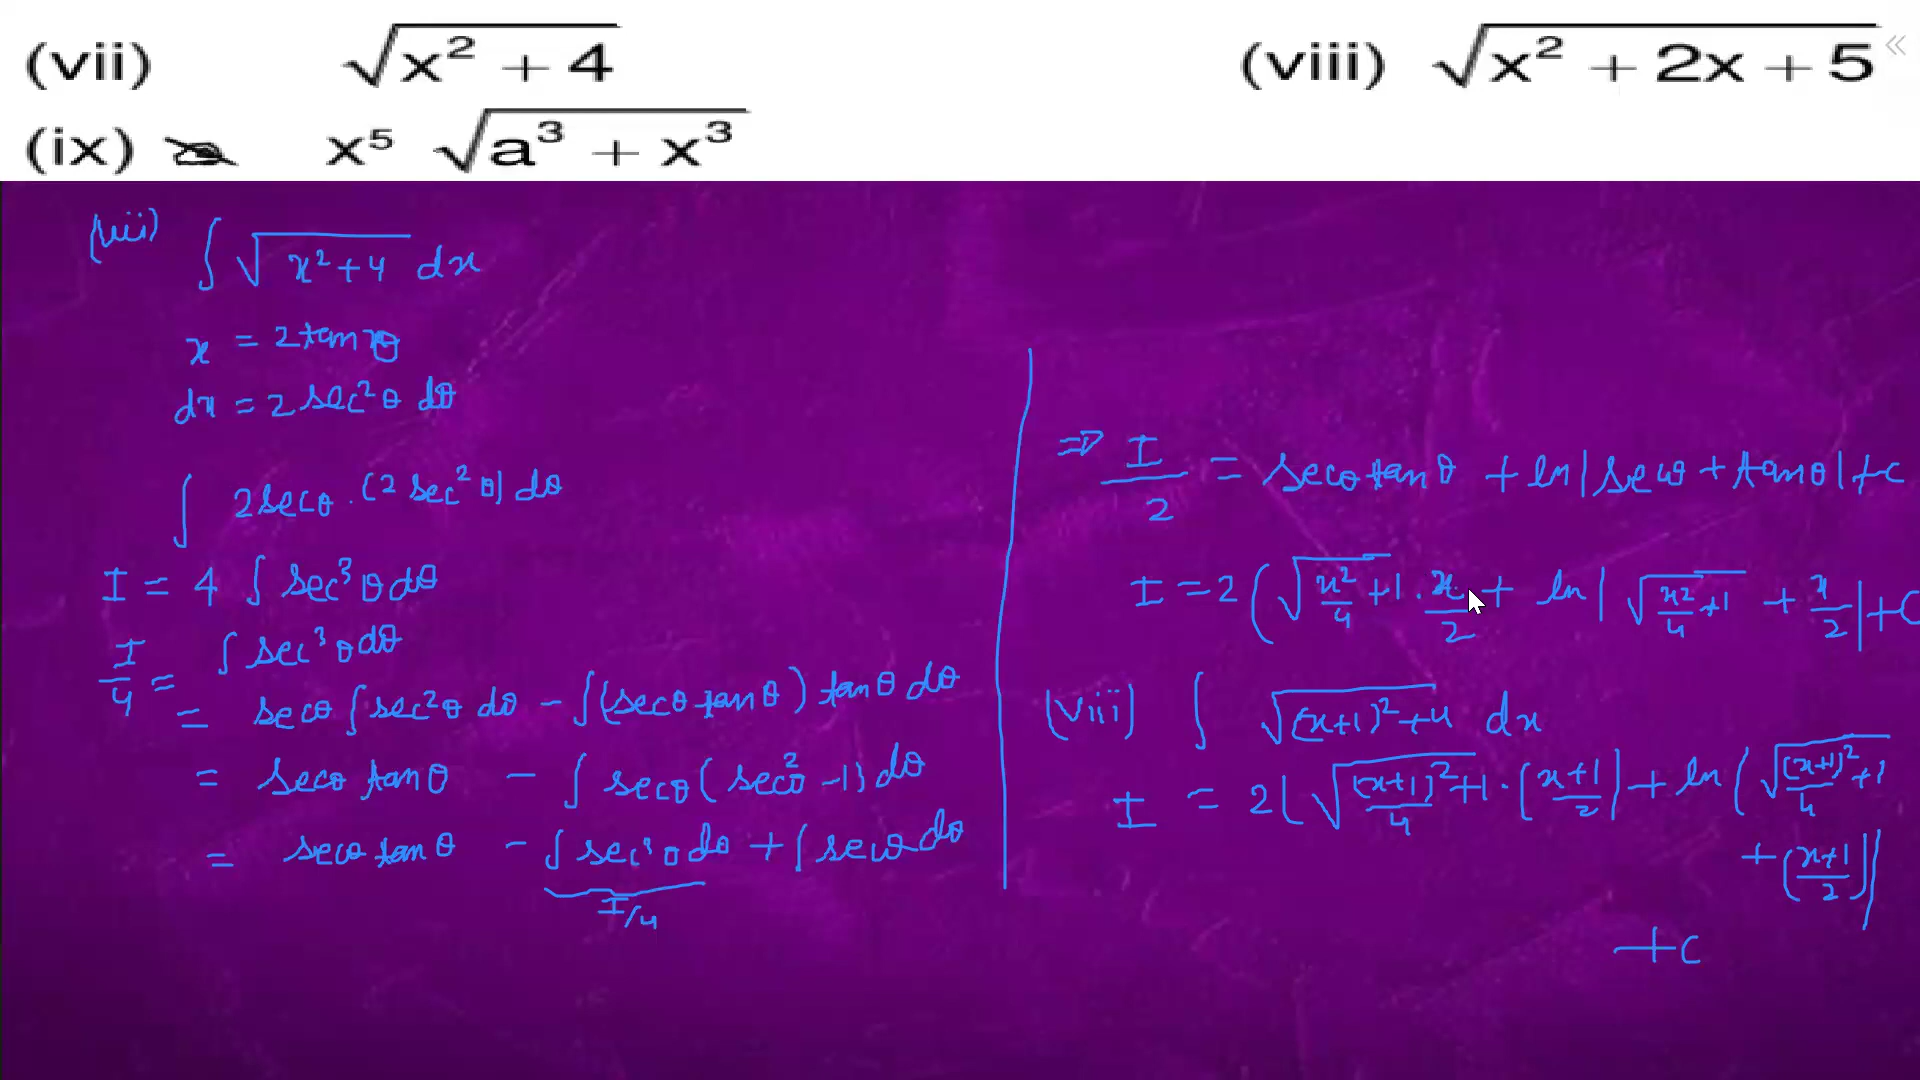 (vii) √x² + 4 (viii) √x² + 2x + 5
(ix) x⁵ √a³ + x³
(vii) ∫ √x²+4 dx
x = 2tanθ
dx = 2sec²θ dθ
∫ 2secθ.(2sec²θ) dθ
I = 4 ∫ sec³θdθ
I/4 = ∫ sec³θdθ
= secθ ∫sec²θ dθ - ∫(secθ tanθ) tanθ dθ
= secθ tanθ - ∫ secθ(sec²θ -1) dθ
= secθ tanθ - ∫ sec³θ dθ + ∫ secθ dθ
I/4
⇒ I/2 = secθ tanθ + ln|secθ + tanθ| + c
I = 2(√x²/4 +1 . x/2 + ln| √x²/4 +1 + x/2 | + C
(viii) ∫ √(x+1)²+4 dx
I = 2(√(x+1)²/4 +1 . (x+1/2) + ln(√(x+1)²/4 +1
+ (x+1/2)|
+ C